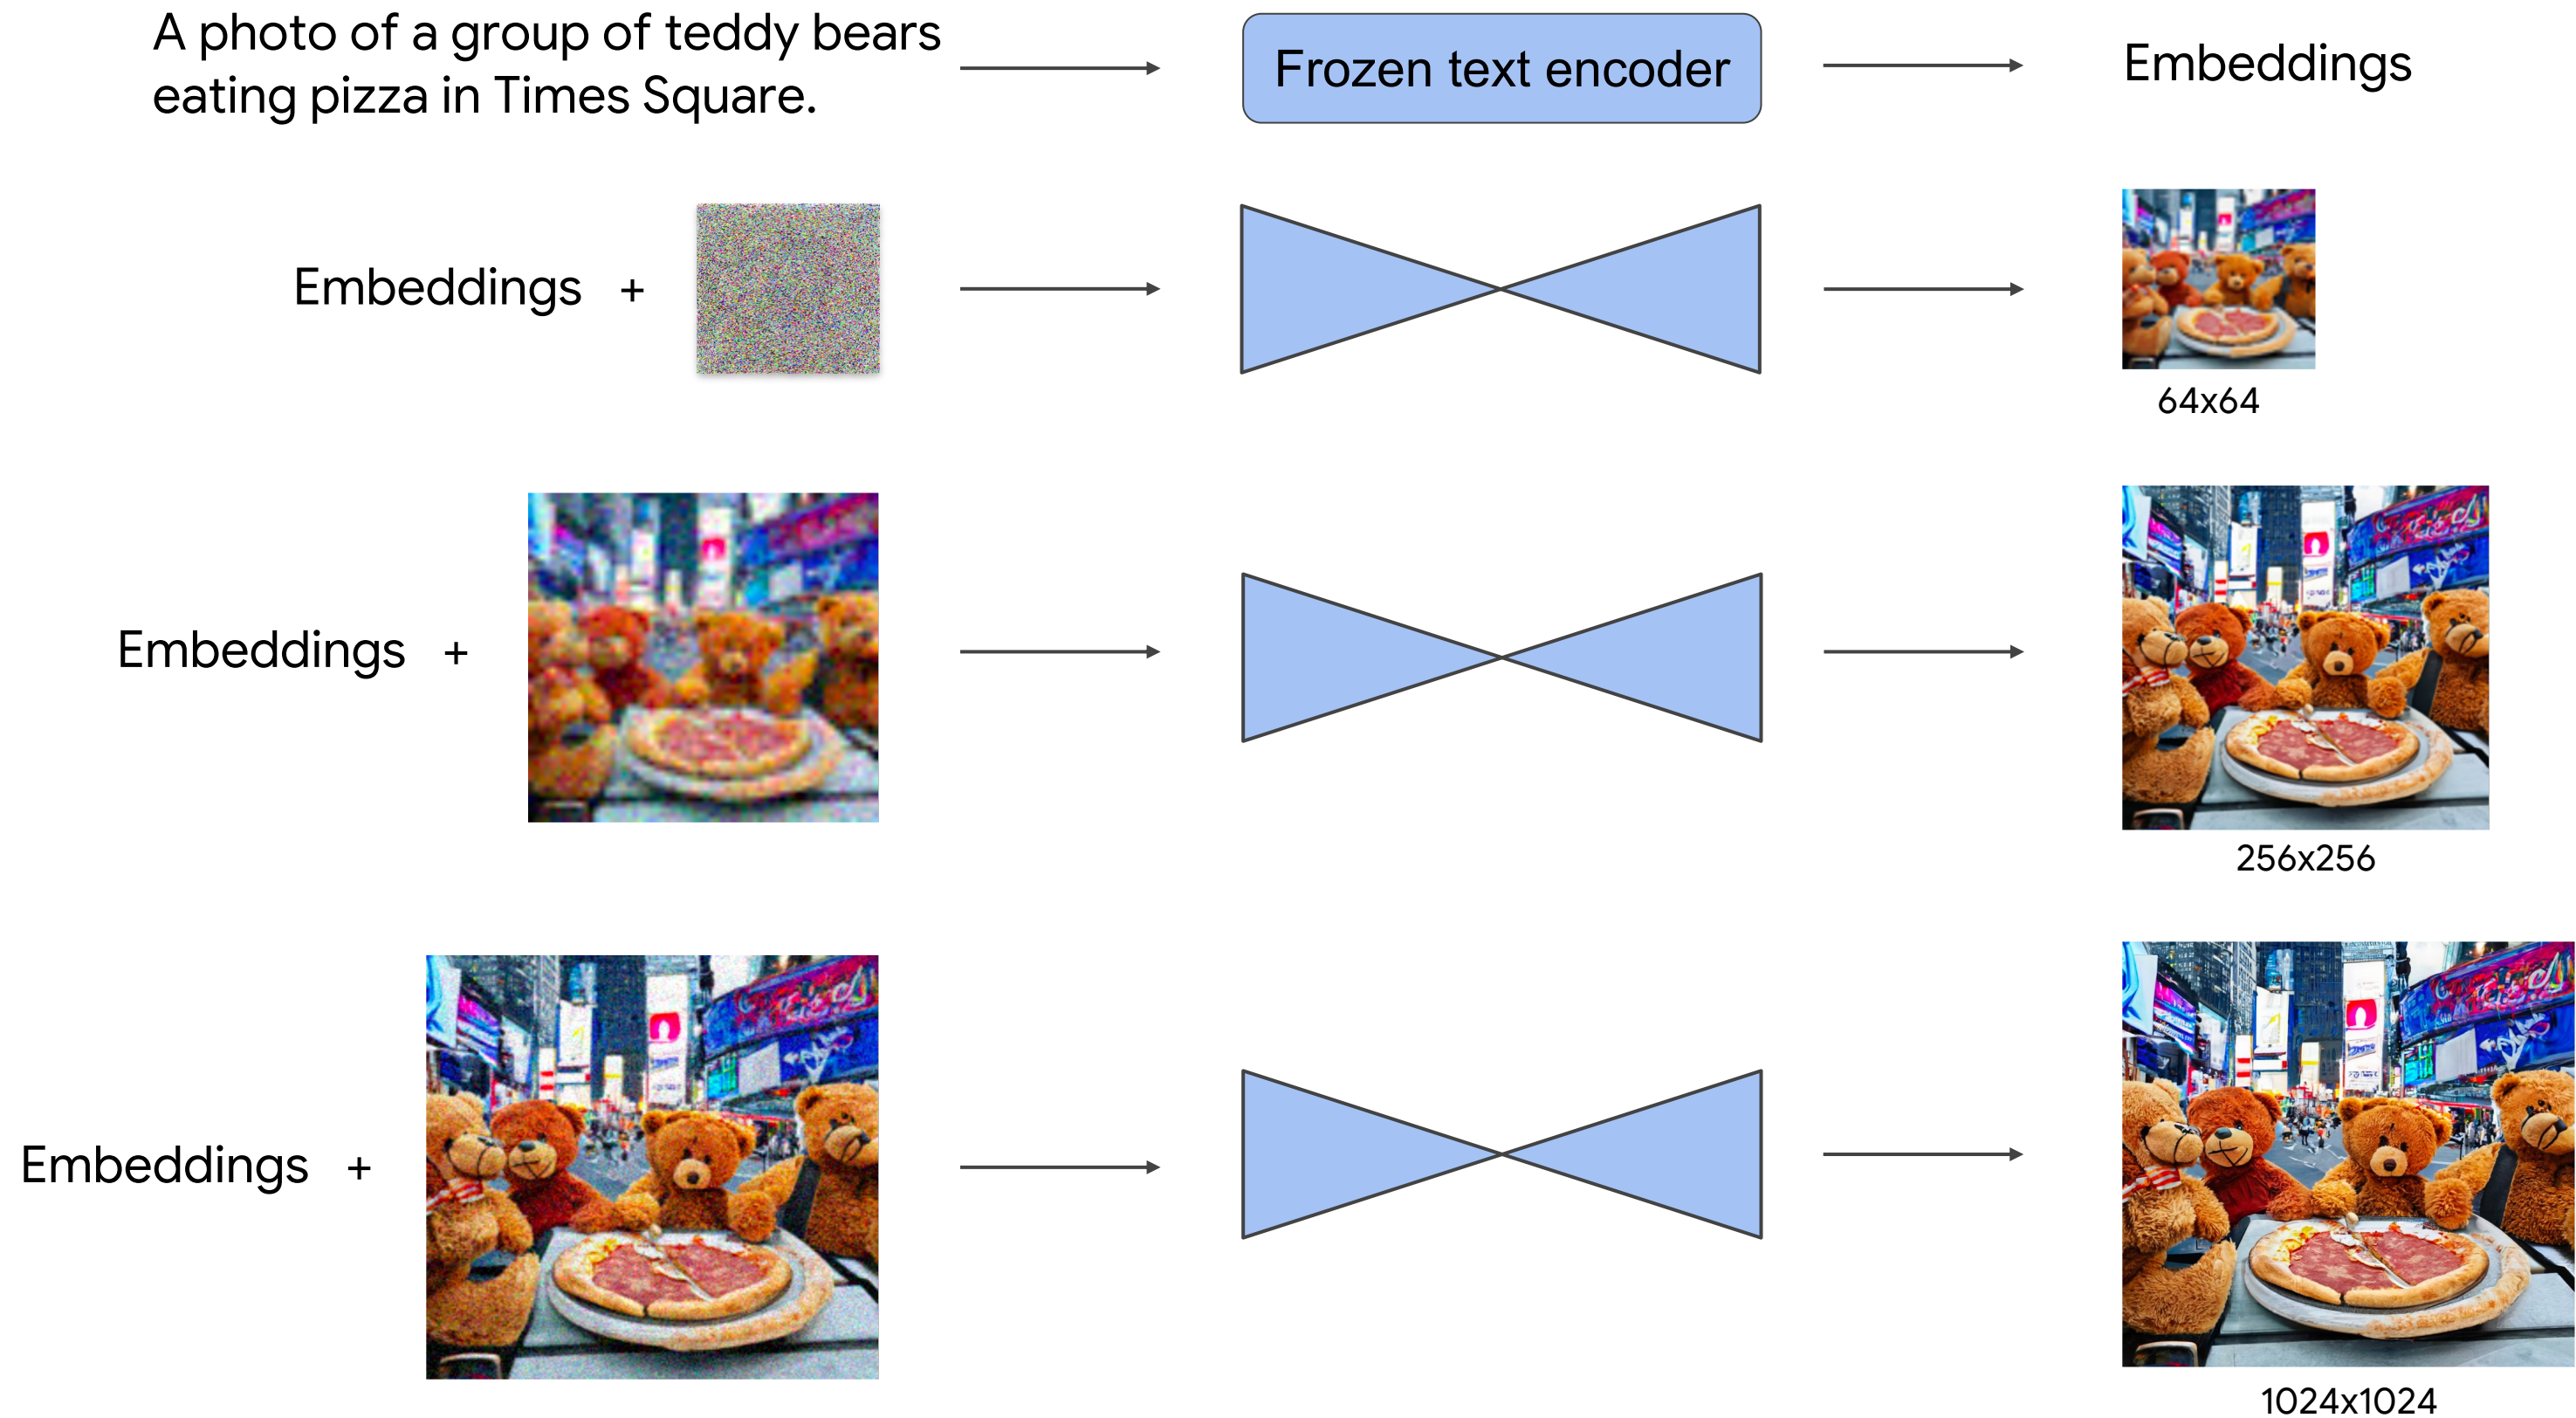 A photo of a group of teddy bears
eating pizza in Times Square.
Frozen text encoder
Embeddings
Embeddings +
64x64
Embeddings +
256x256
Embeddings +
1024x1024